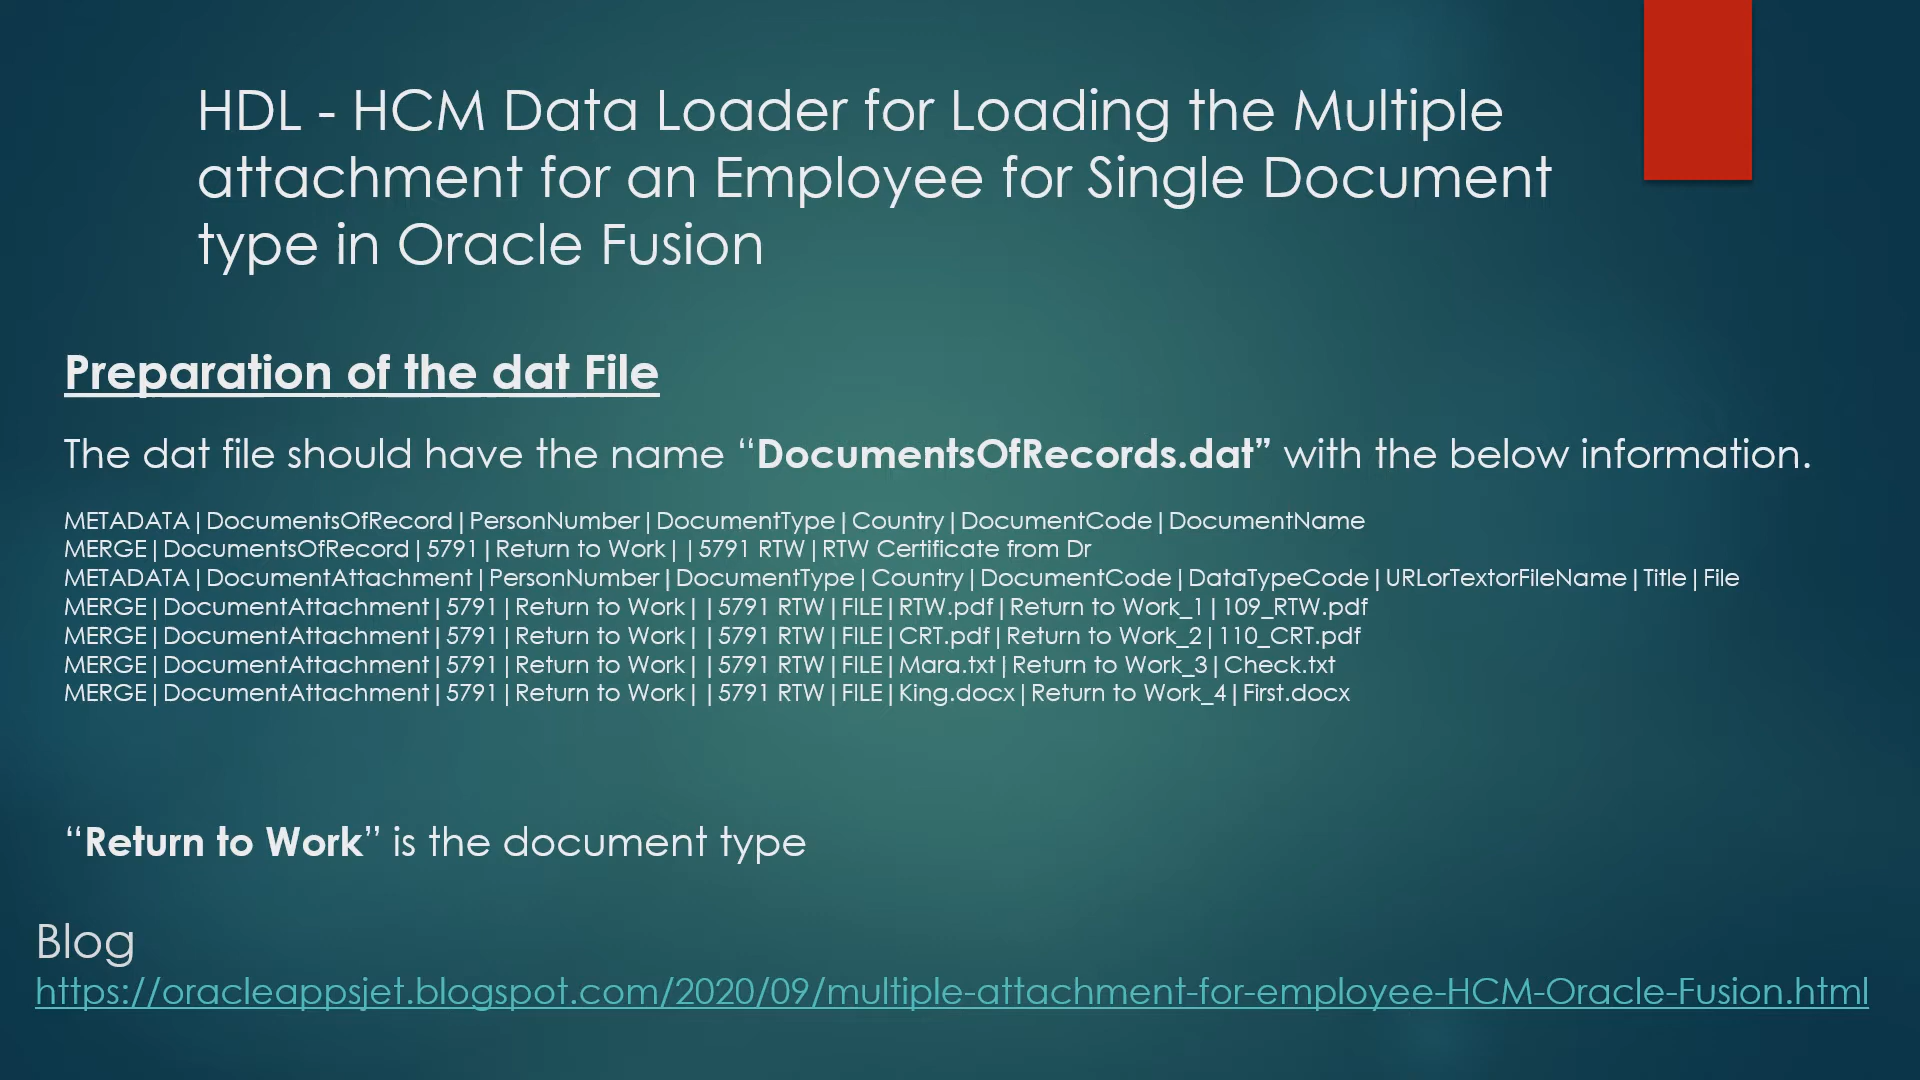 HDL - HCM Data Loader for Loading the Multiple
attachment for an Employee for Single Document
type in Oracle Fusion
Preparation of the dat File
The dat file should have the name “DocumentsOfRecords.dat” with the below information.
METADATA|DocumentsOfRecord|PersonNumber|DocumentType|Country|DocumentCode|DocumentName
MERGE|DocumentsOfRecord|5791|Return to Work||5791 RTW|RTW Certificate from Dr
METADATA|DocumentAttachment|PersonNumber|DocumentType|Country|DocumentCode|DataTypeCode|URLorTextorFileName|Title|File
MERGE|DocumentAttachment|5791|Return to Work||5791 RTW|FILE|RTW.pdf|Return to Work_1|109_RTW.pdf
MERGE|DocumentAttachment|5791|Return to Work||5791 RTW|FILE|CRT.pdf|Return to Work_2|110_CRT.pdf
MERGE|DocumentAttachment|5791|Return to Work||5791 RTW|FILE|Mara.txt|Return to Work_3|Check.txt
MERGE|DocumentAttachment|5791|Return to Work||5791 RTW|FILE|King.docx|Return to Work_4|First.docx
“Return to Work” is the document type
Blog
https://oracleappsjet.blogspot.com/2020/09/multiple-attachment-for-employee-HCM-Oracle-Fusion.html